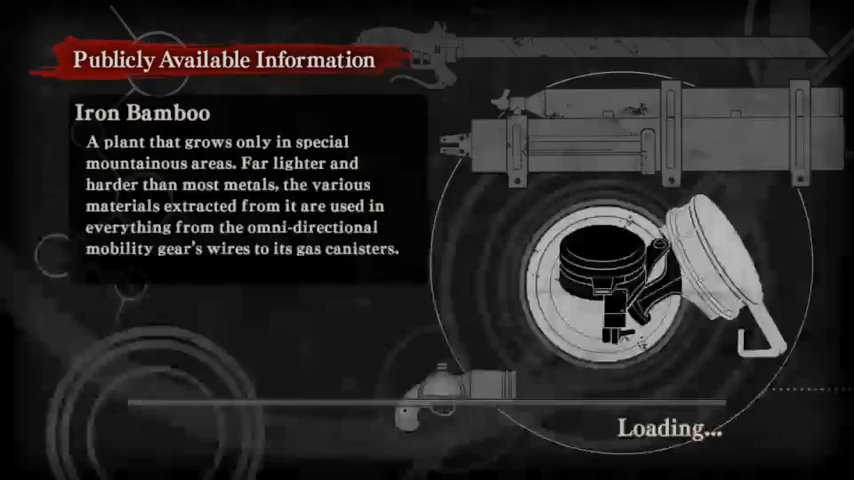 Publicly Available Information
Iron Bamboo
A plant that grows only in special
mountainous areas. Far lighter and
harder than most metals, the various
materials extracted from it are used in
everything from the omni-directional
mobility gear's wires to its gas canisters.
Loading...